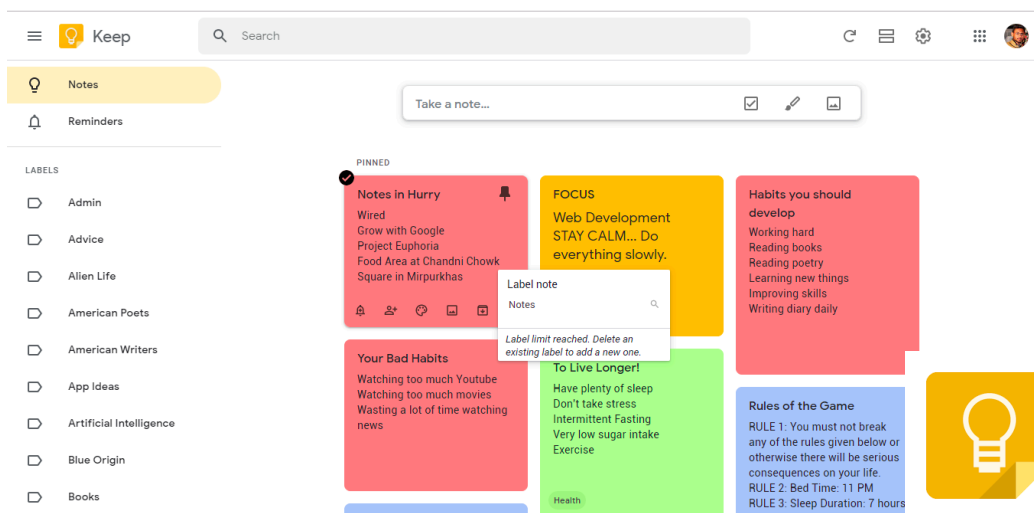 Keep
Search
Notes
Reminders
LABELS
Admin
Advice
Alien Life
American Poets
American Writers
App Ideas
Artificial Intelligence
Blue Origin
Books
Take a note...
PINNED
Notes in Hurry
Wired
Grow with Google
Project Euphoria
Food Area at Chandni Chowk
Square in Mirpurkhas
FOCUS
Web Development
STAY CALM... Do
everything slowly.
Habits you should
develop
Working hard
Reading books
Reading poetry
Learning new things
Improving skills
Writing diary daily
Label note
Notes
Label limit reached. Delete an
existing label to add a new one.
Your Bad Habits
Watching too much Youtube
Watching too much movies
Wasting a lot of time watching
news
To Live Longer!
Have plenty of sleep
Don't take stress
Intermittent Fasting
Very low sugar intake
Exercise
Health
Rules of the Game
RULE 1: You must not break
any of the rules given below or
otherwise there will be serious
consequences on your life.
RULE 2: Bed Time: 11 PM
RULE 3: Sleep Duration: 7 hours